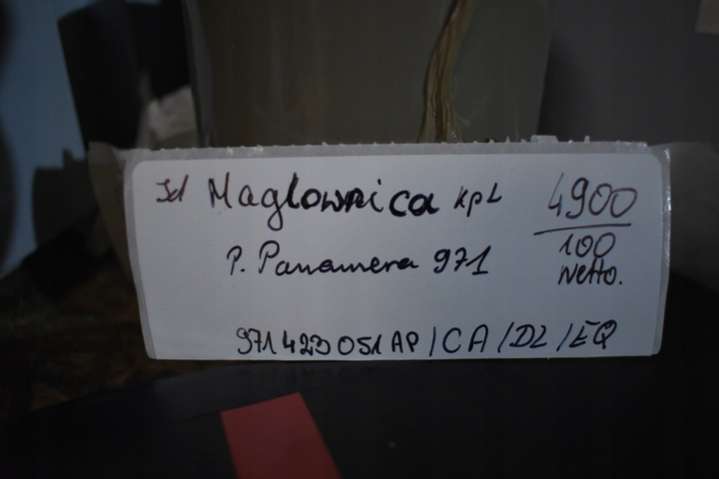 Maglownica kpl 4900
P. Panamera 971 100
Netto.
971423051AP/CA/DL/EQ